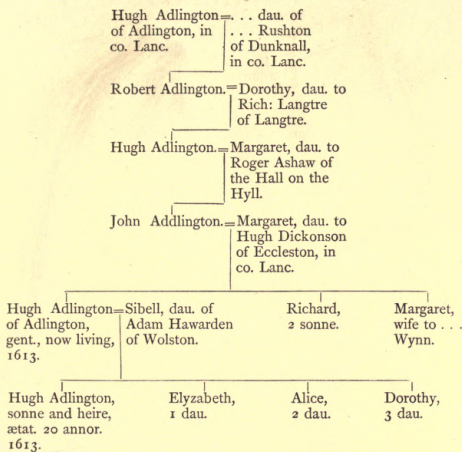 Hugh Adlington=. . . dau. of
of Adlington, in . . . Rushton
co. Lanc. of Dunknall,
in co. Lanc.
Robert Adlington.=Dorothy, dau. to
Rich: Langtre
of Langtre.
Hugh Adlington.=Margaret, dau. to
Roger Ashaw of
the Hall on the
Hyll.
John Addlington.=Margaret, dau. to
Hugh Dickonson
of Eccleston, in
co. Lanc.
Hugh Adlington=Sibell, dau. of Richard, Margaret,
of Adlington, Adam Hawarden 2 sonne. wife to . . .
gent., now living, of Wolston. Wynn.
1613.
Hugh Adlington, Elyzabeth, Alice, Dorothy,
sonne and heire, 1 dau. 2 dau. 3 dau.
ætat. 20 annor.
1613.